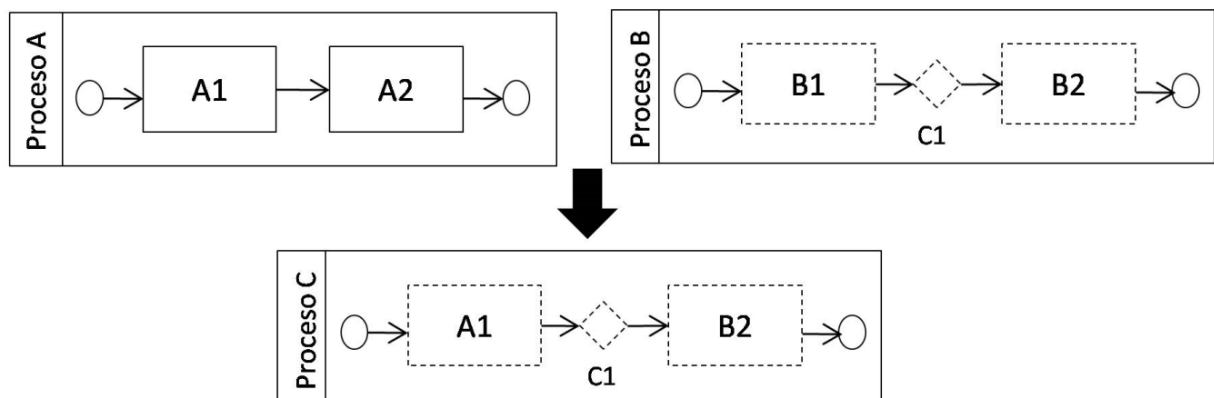 Proceso A
A1
A2
Proceso B
B1
C1
B2
Proceso C
A1
C1
B2